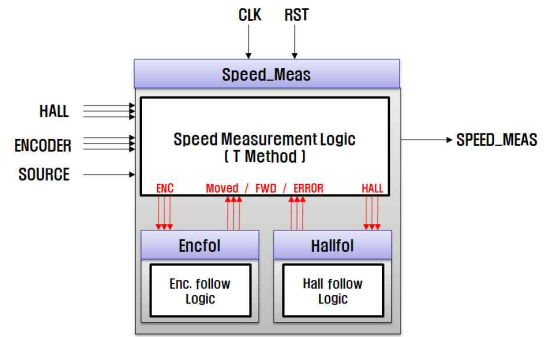 CLK RST
Speed_Meas
HALL
ENCODER
SOURCE
Speed Measurement Logic
( T Method )
SPEED_MEAS
ENC Moved / FWD / ERROR HALL
Encfol Hallfol
Enc. follow
Logic
Hall follow
Logic